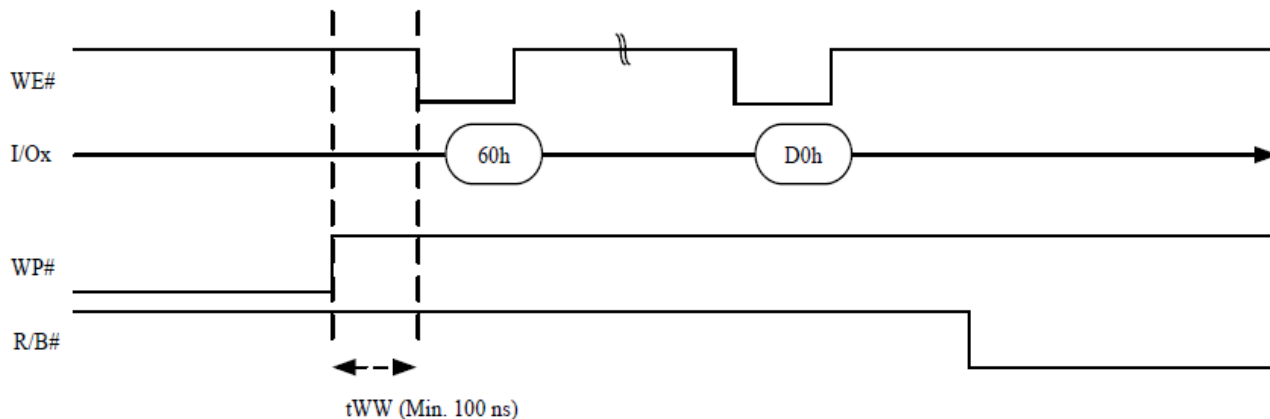 WE#
I/Ox
60h
D0h
WP#
R/B#
tWW (Min. 100 ns)